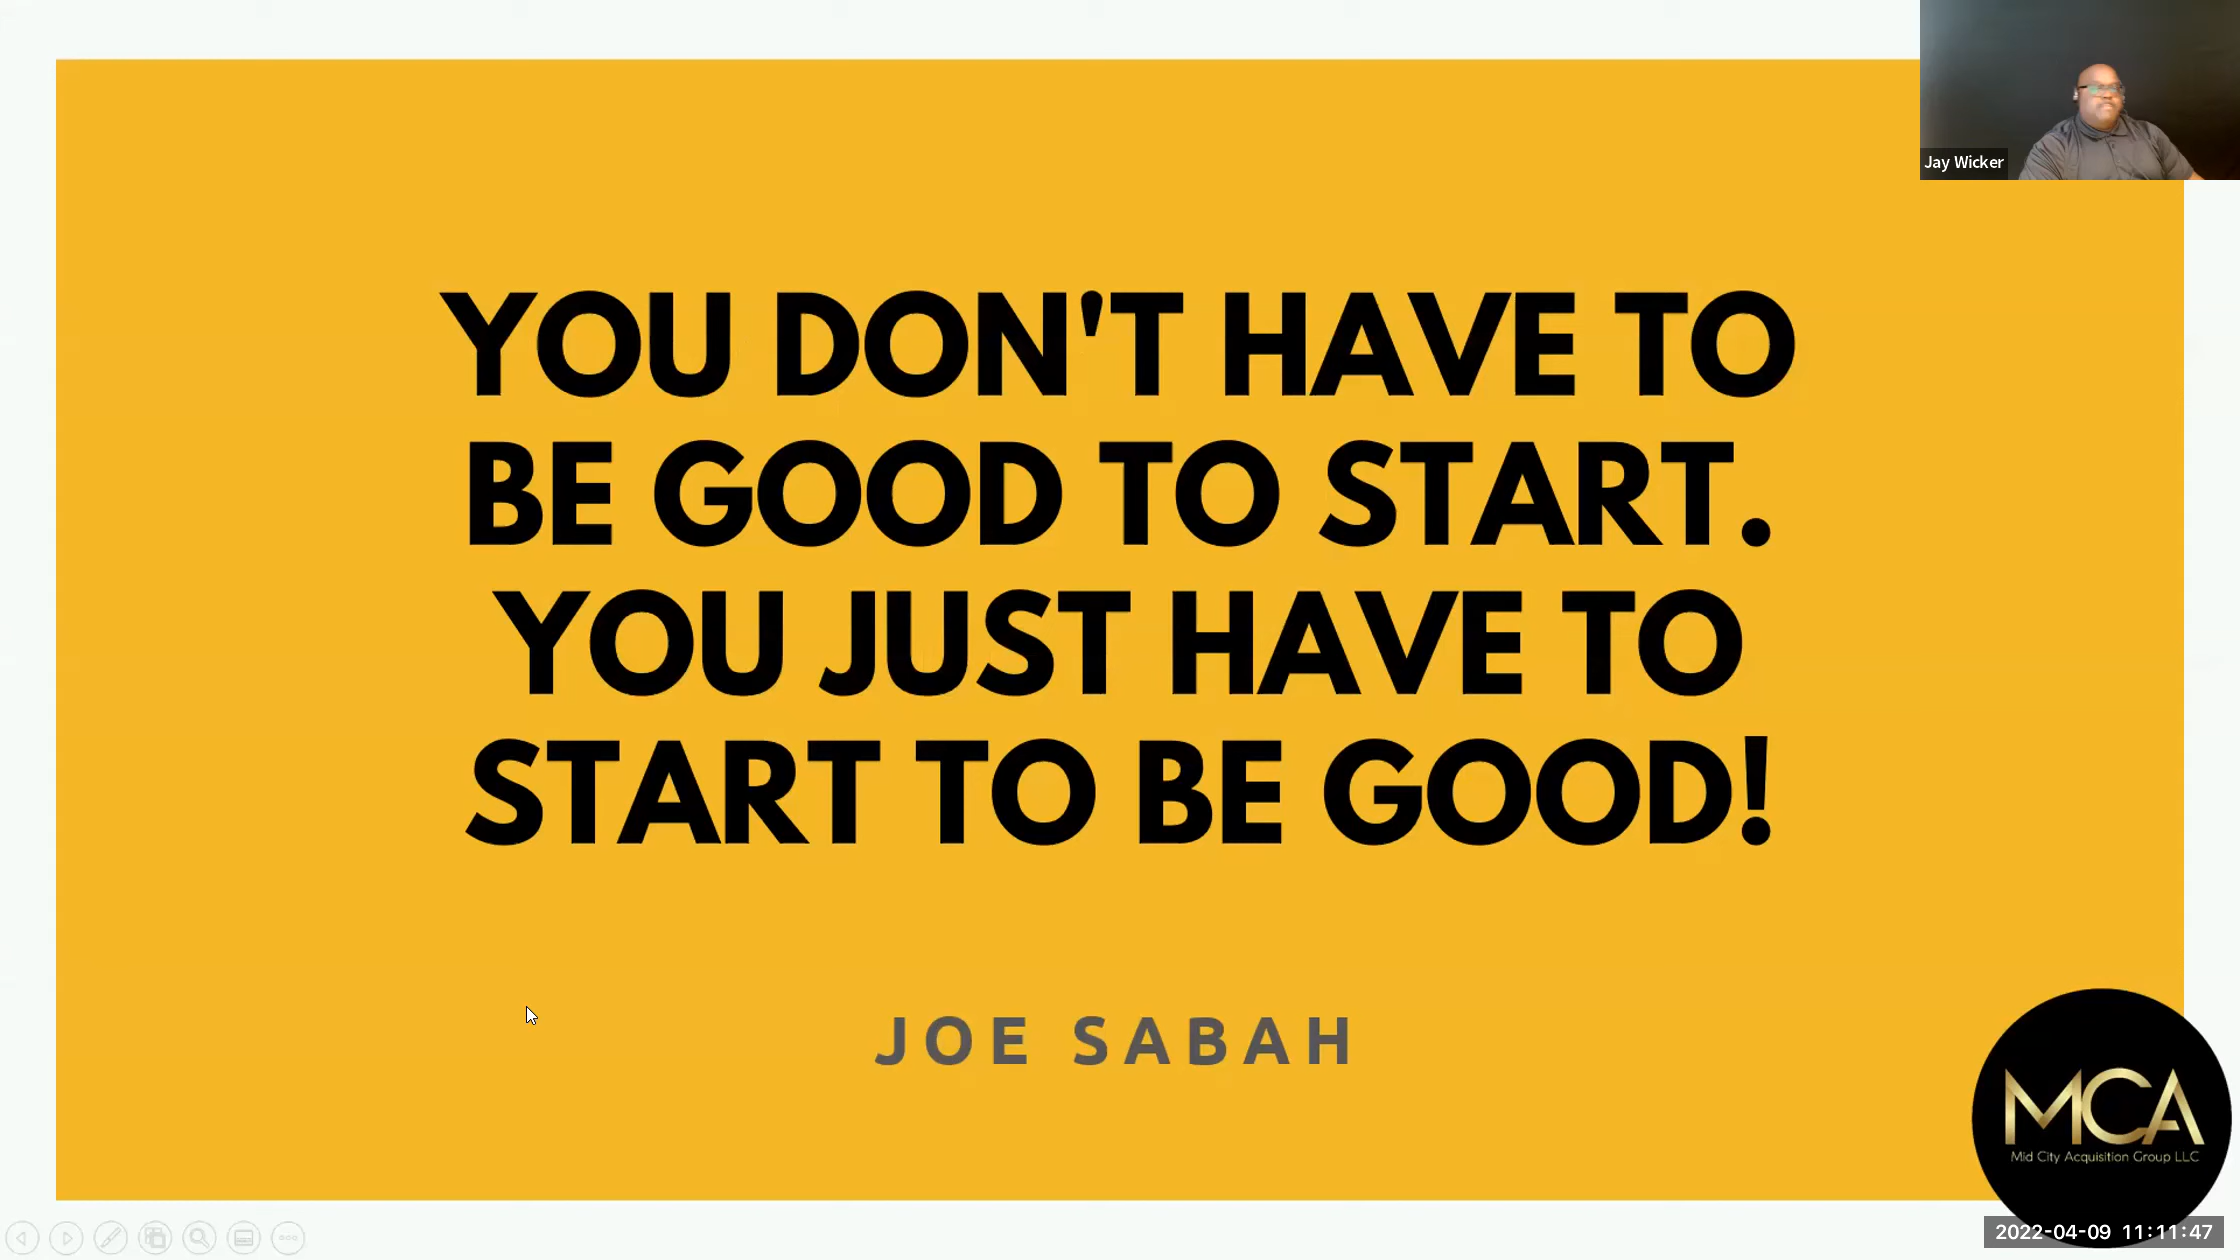 Jay Wicker
YOU DON'T HAVE TO
BE GOOD TO START.
YOU JUST HAVE TO
START TO BE GOOD!
JOE SABAH
MCA
Mid City Acquisition Group LLC
2022-04-09 11:11:47